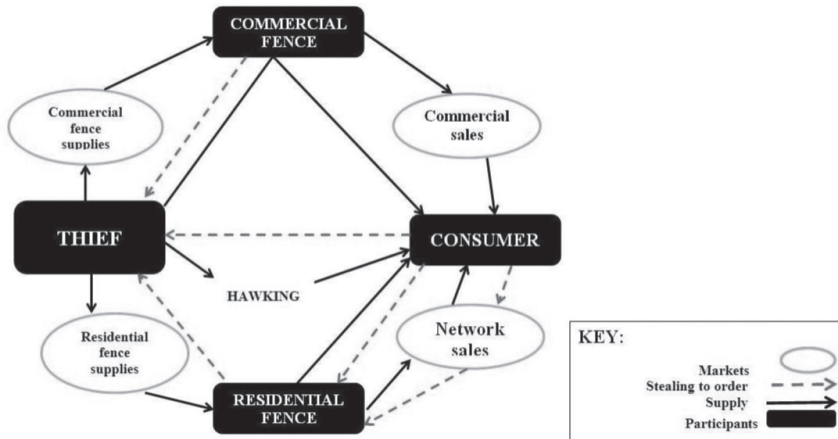 COMMERCIAL
FENCE
Commercial
fence
supplies
Commercial
sales
THIEF
CONSUMER
HAWKING
Residential
fence
supplies
Network
sales
RESIDENTIAL
FENCE
KEY:
Markets
Stealing to order
Supply
Participants